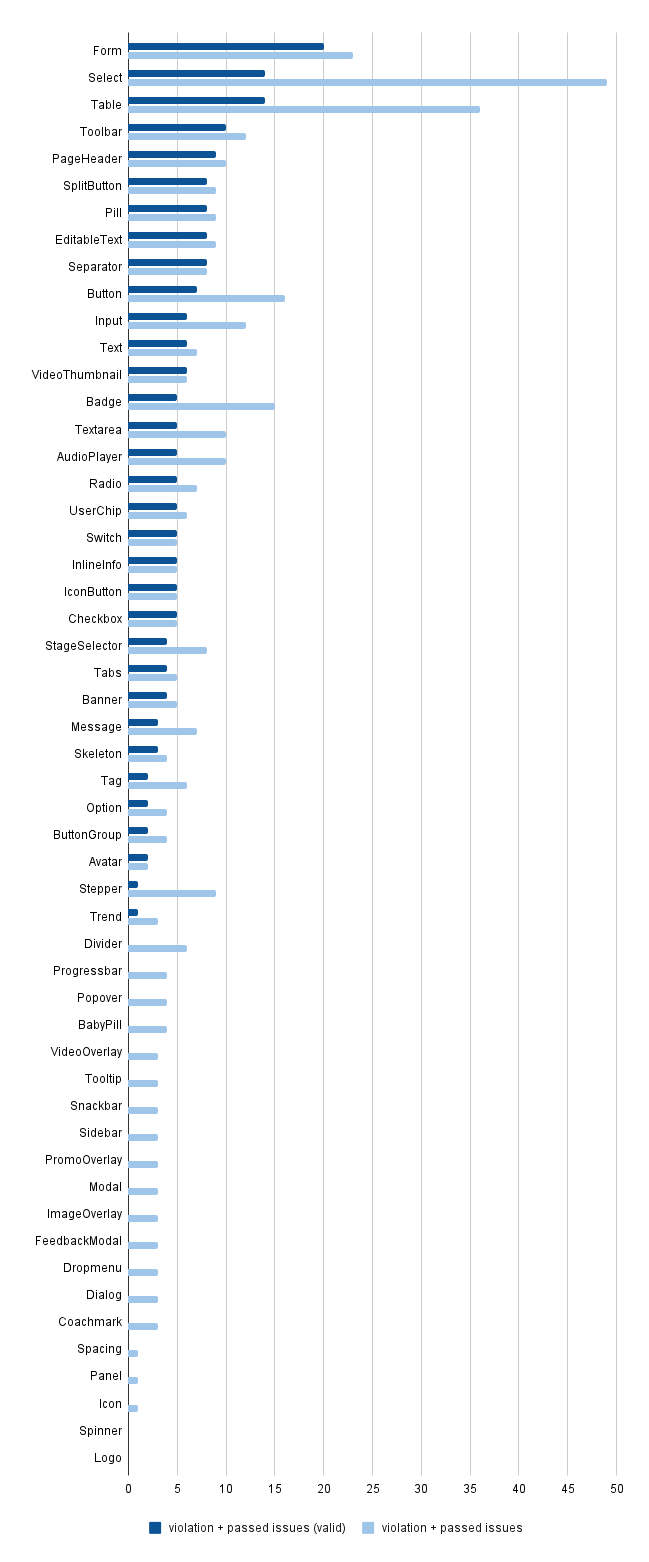 Form
Select
Table
Toolbar
PageHeader
SplitButton
Pill
EditableText
Separator
Button
Input
Text
VideoThumbnail
Badge
Textarea
AudioPlayer
Radio
UserChip
Switch
InlineInfo
IconButton
Checkbox
StageSelector
Tabs
Banner
Message
Skeleton
Tag
Option
ButtonGroup
Avatar
Stepper
Trend
Divider
Progressbar
Popover
BabyPill
VideoOverlay
Tooltip
Snackbar
Sidebar
PromoOverlay
Modal
ImageOverlay
FeedbackModal
Dropmenu
Dialog
Coachmark
Spacing
Panel
Icon
Spinner
Logo
0 5 10 15 20 25 30 35 40 45 50
violation + passed issues (valid) violation + passed issues